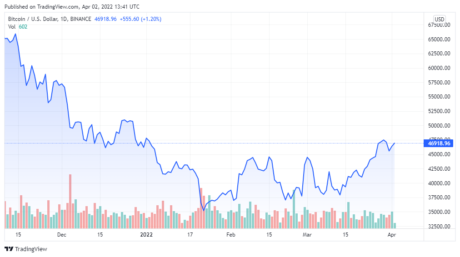 Published on TradingView.com, Apr 02, 2022 13:41 UTC
Bitcoin / U.S. Dollar, 1D, BINANCE 46918.96 +555.60 (+1.20%)
Vol 602
USD
67500.00
65000.00
62500.00
60000.00
57500.00
55000.00
52500.00
50000.00
47500.00
46918.96
45000.00
42500.00
40000.00
37500.00
35000.00
32500.00
15 Dec 15 2022 17 Feb 15 Mar 15 Apr
TradingView